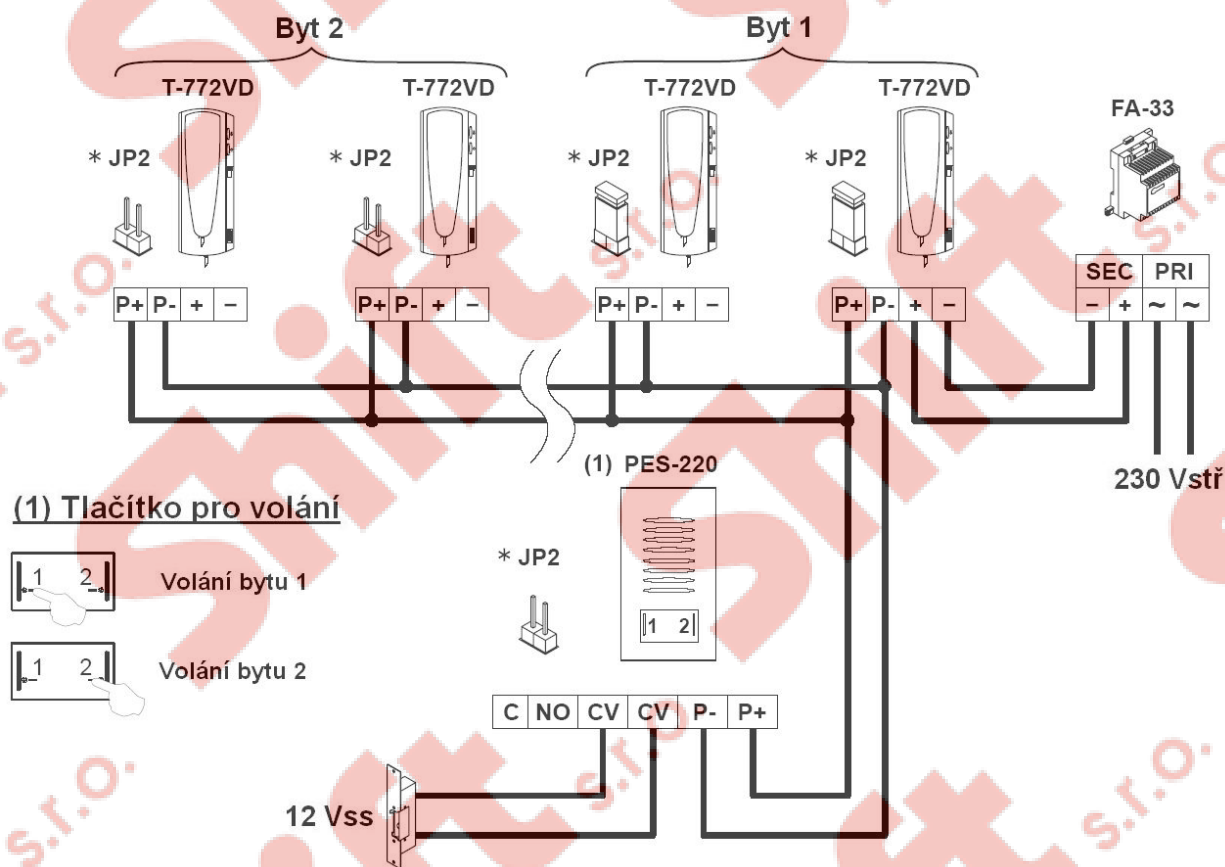 Byt 2 Byt 1
T-772VD T-772VD T-772VD T-772VD FA-33
* JP2 * JP2 * JP2 * JP2
SEC PRI
P+ P- + − P+ P- + − P+ P- + − P+ P- + − − + ~ ~
230 Vstř
(1) PES-220
(1) Tlačítko pro volání
* JP2
1 2 Volání bytu 1
1 2
1 2 Volání bytu 2
C NO CV CV P- P+
12 Vss
Shift s.r.o.